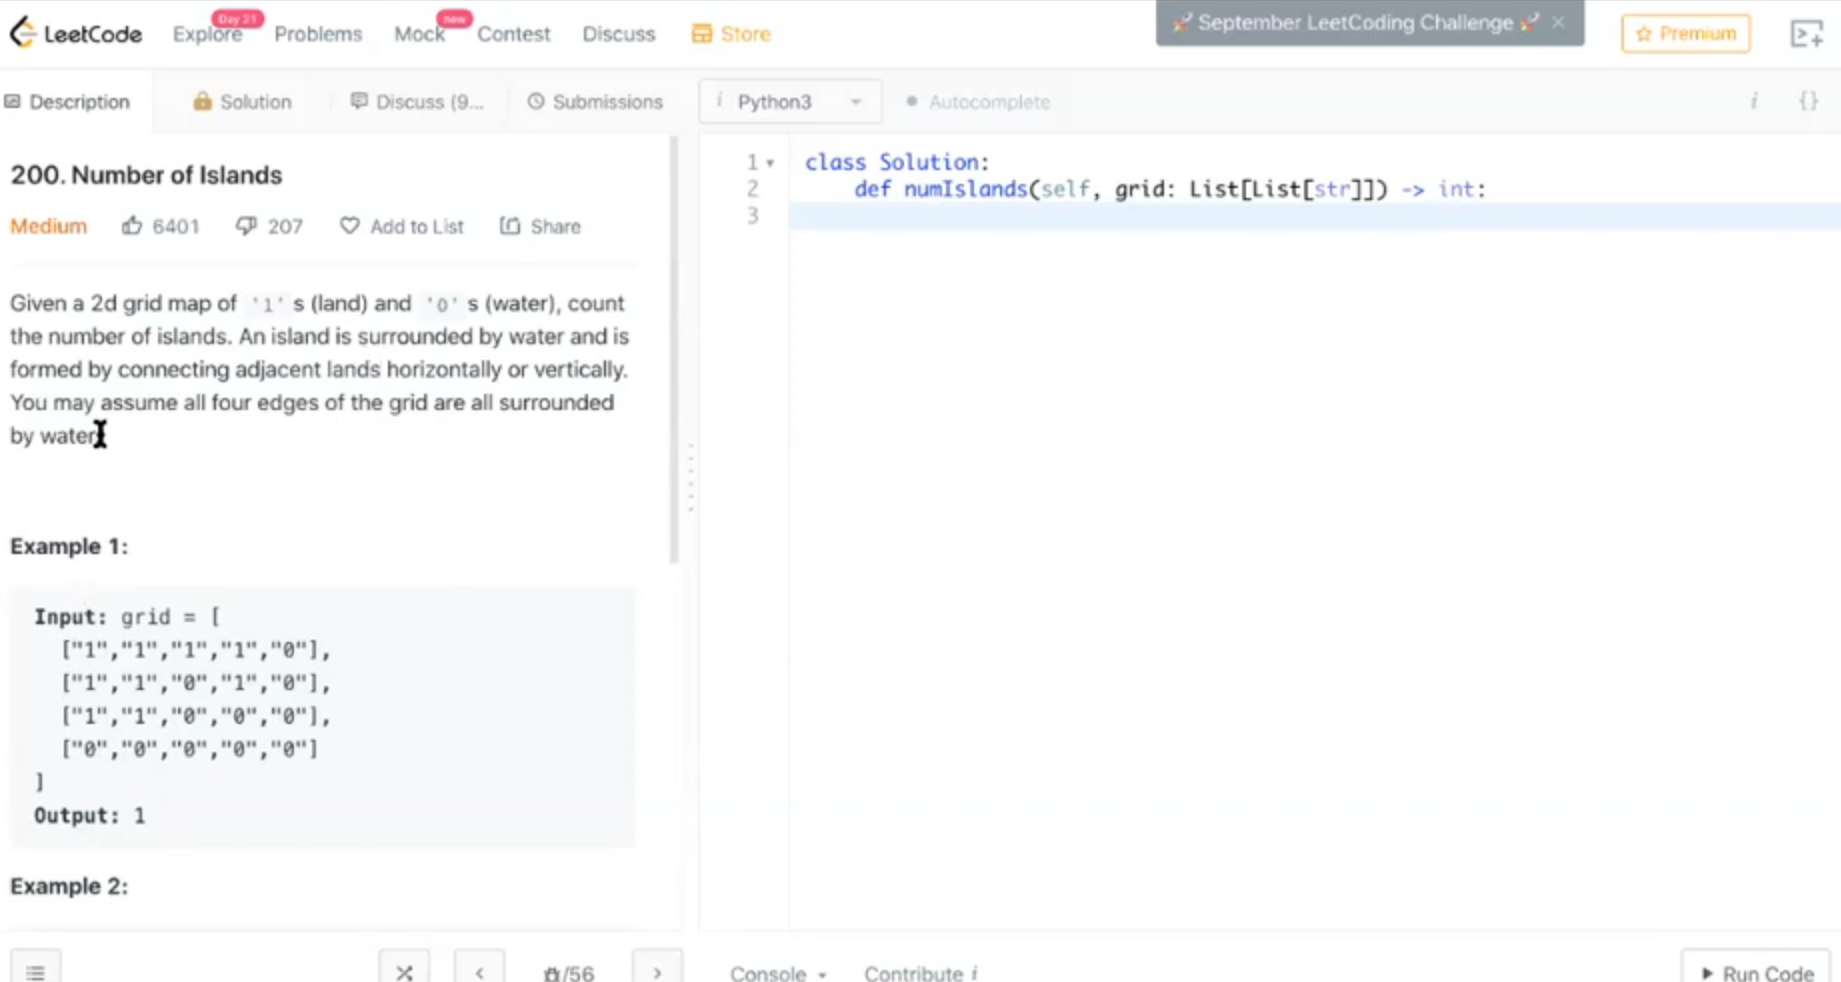 LeetCode Explore Day 21 Problems Mock new Contest Discuss Store September LeetCoding Challenge × Premium
Description Solution Discuss (9... Submissions i Python3 Autocomplete i {}
200. Number of Islands
Medium 6401 207 Add to List Share
Given a 2d grid map of '1' s (land) and '0' s (water), count
the number of islands. An island is surrounded by water and is
formed by connecting adjacent lands horizontally or vertically.
You may assume all four edges of the grid are all surrounded
by water
Example 1:
Input: grid = [
["1","1","1","1","0"],
["1","1","0","1","0"],
["1","1","0","0","0"],
["0","0","0","0","0"]
]
Output: 1
Example 2:
1 class Solution:
2 def numIslands(self, grid: List[List[str]]) -> int:
3
/56 Console Contribute i Run Code